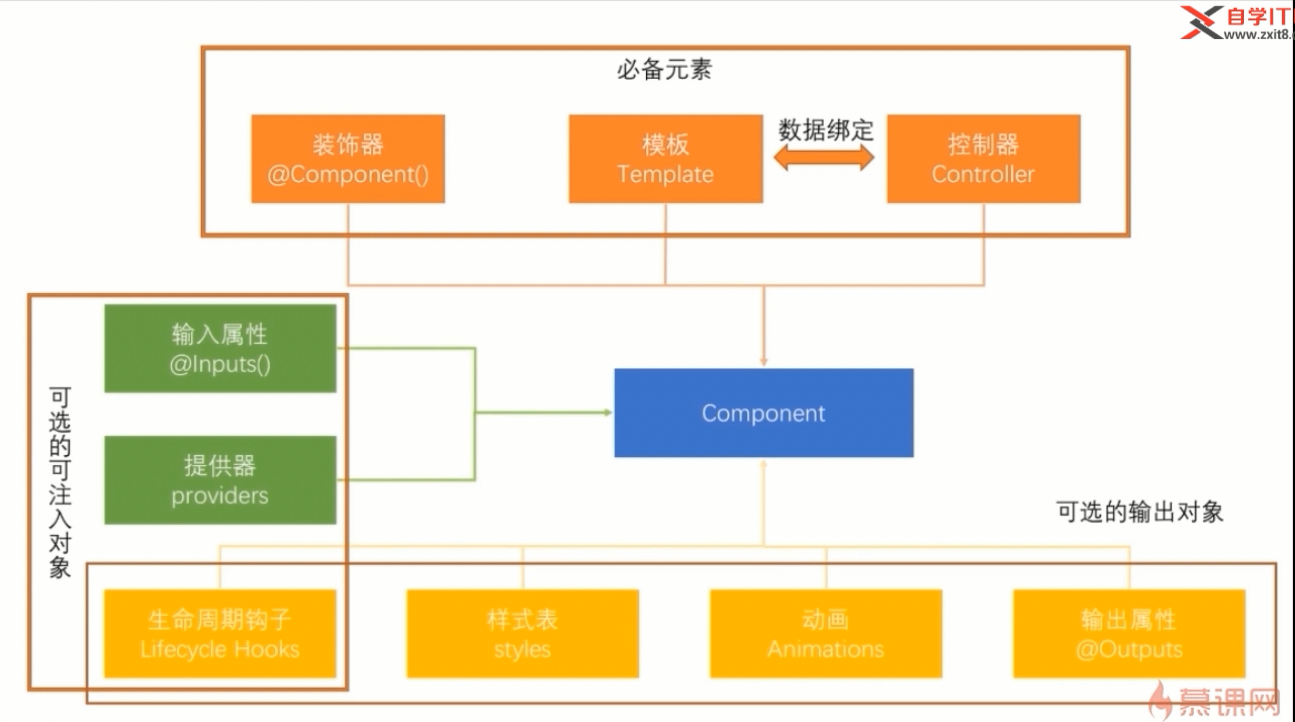 自学IT
www.zxit8.
必备元素
装饰器
@Component()
模板
Template
数据绑定
控制器
Controller
输入属性
@Inputs()
可选的可注入对象
提供器
providers
Component
可选的输出对象
生命周期钩子
Lifecycle Hooks
样式表
styles
动画
Animations
输出属性
@Outputs
慕课网